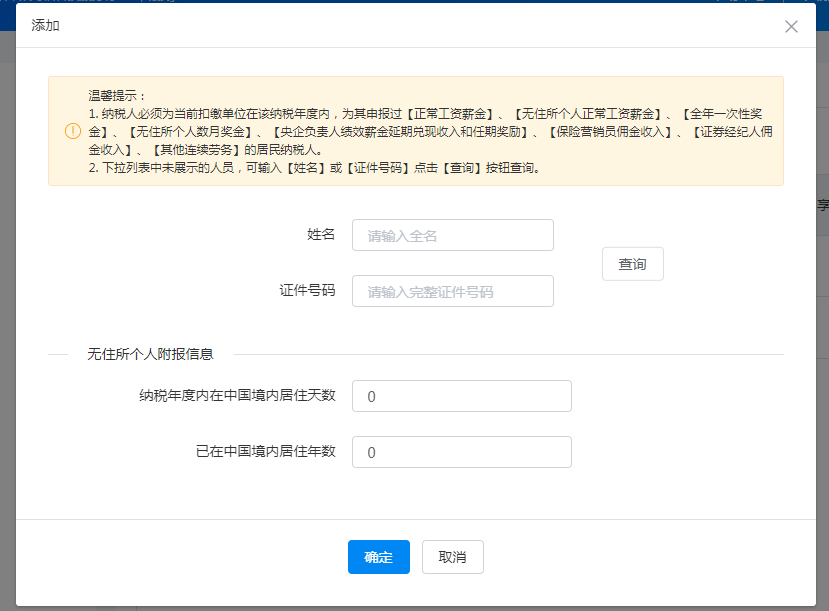 添加
温馨提示：
1. 纳税人必须为当前扣缴单位在该纳税年度内，为其申报过【正常工资薪金】、【无住所个人正常工资薪金】、【全年一次性奖
金】、【无住所个人数月奖金】、【央企负责人绩效薪金延期兑现收入和任期奖励】、【保险营销员佣金收入】、【证券经纪人佣
金收入】、【其他连续劳务】的居民纳税人。
2. 下拉列表中未展示的人员，可输入【姓名】或【证件号码】点击【查询】按钮查询。
享
姓名 请输入全名
查询
证件号码 请输入完整证件号码
无住所个人附报信息
纳税年度内在中国境内居住天数 0
已在中国境内居住年数 0
确定 取消